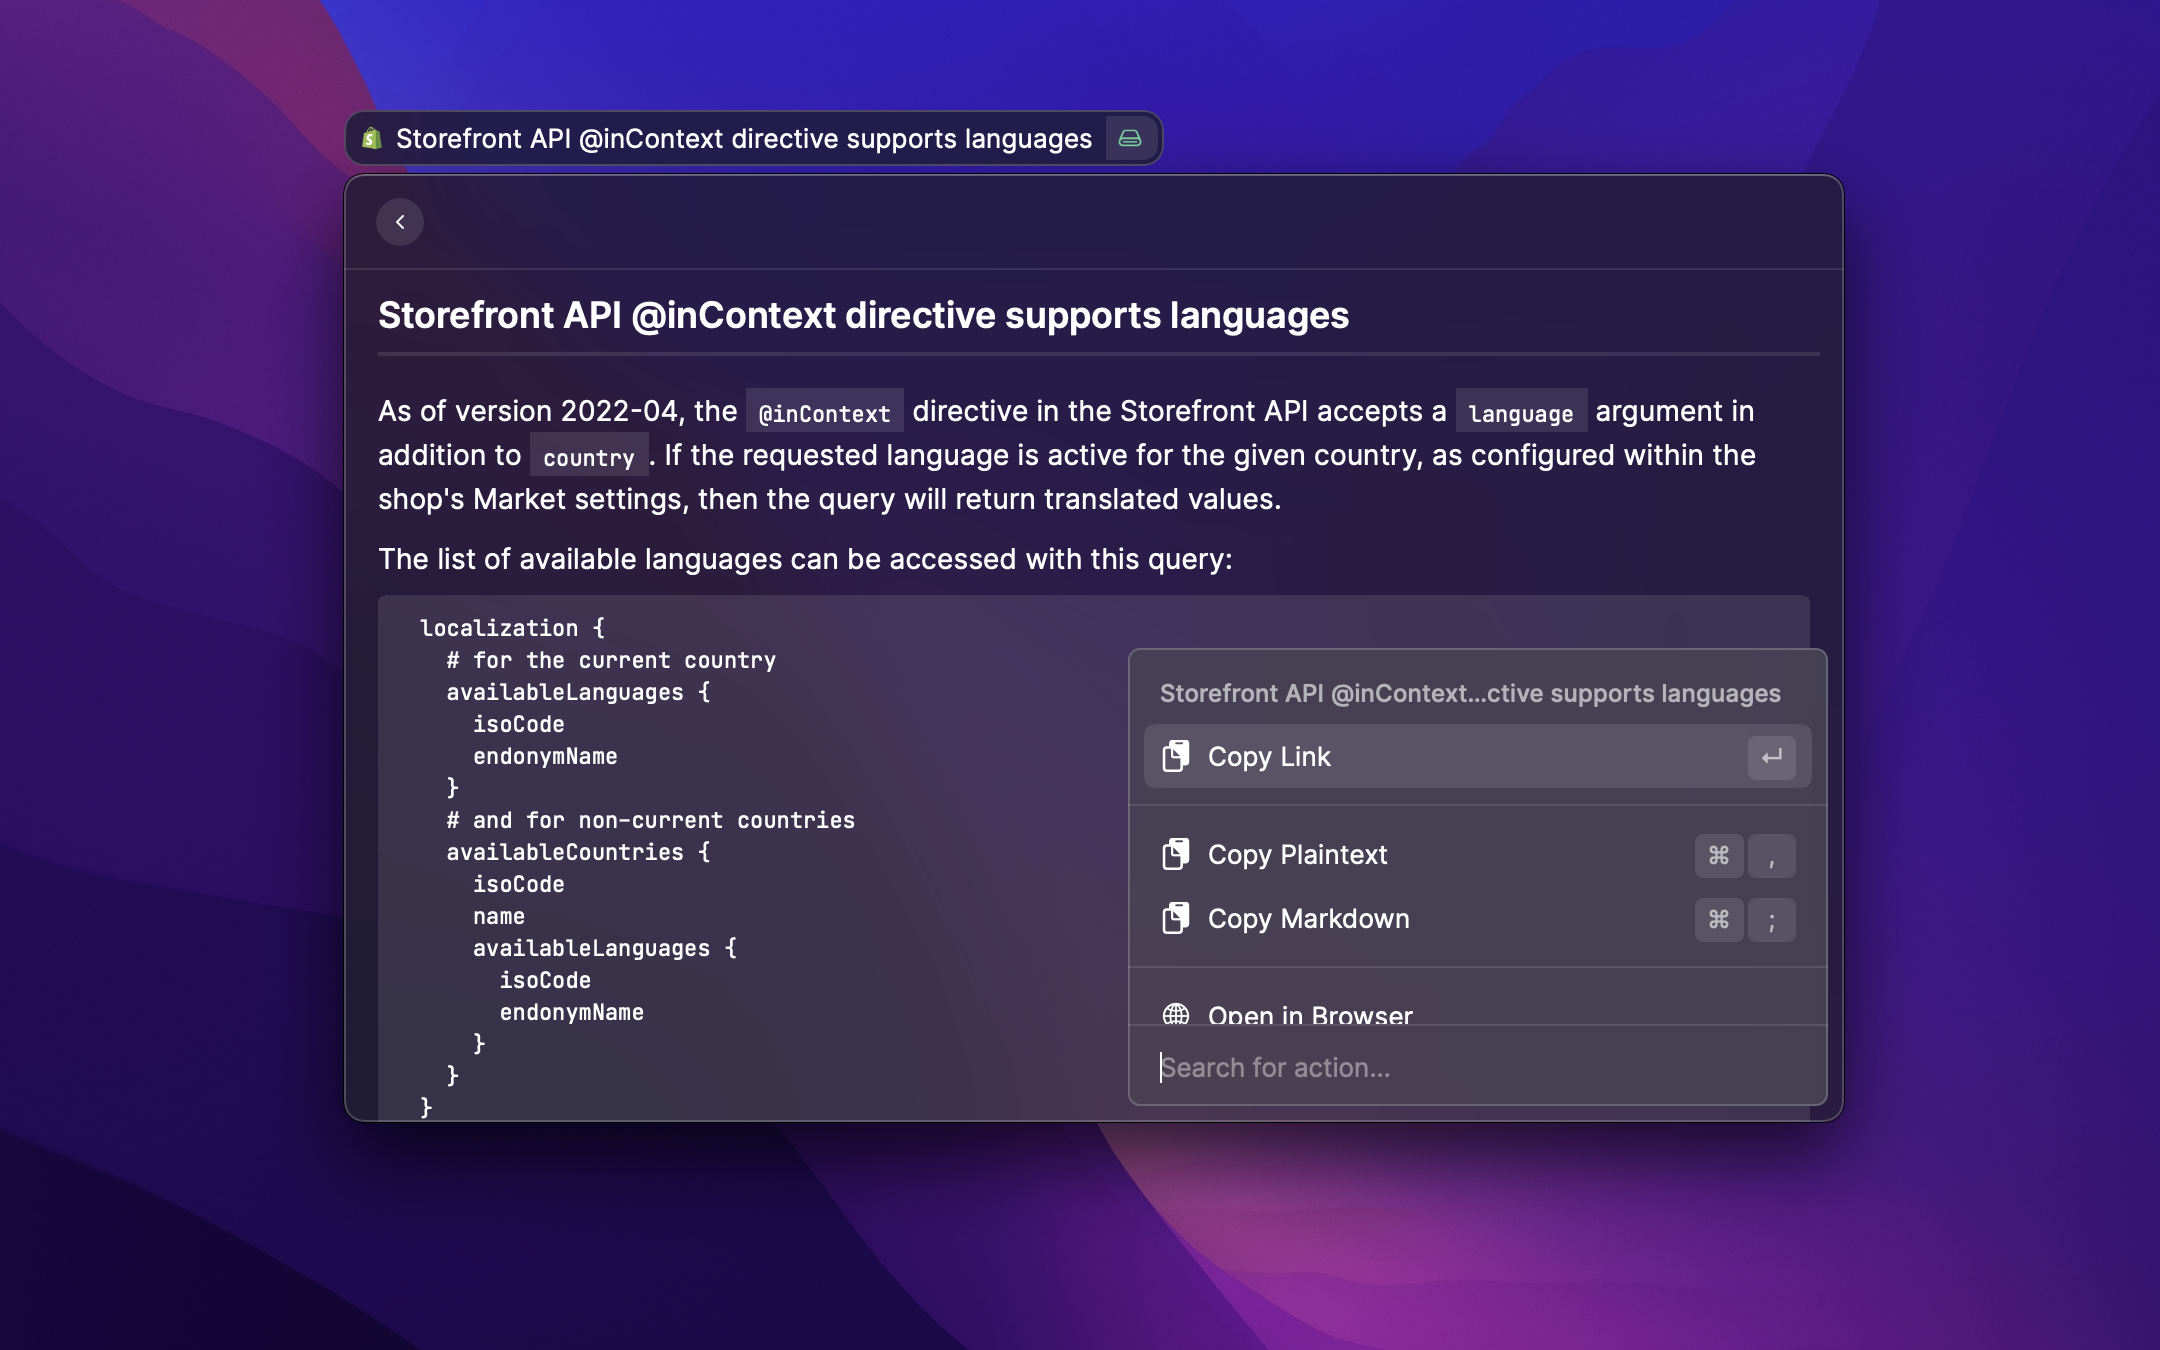 Storefront API @inContext directive supports languages
Storefront API @inContext directive supports languages
As of version 2022-04, the @inContext directive in the Storefront API accepts a language argument in
addition to country. If the requested language is active for the given country, as configured within the
shop's Market settings, then the query will return translated values.
The list of available languages can be accessed with this query:
localization {
# for the current country
availableLanguages {
isoCode
endonymName
}
# and for non-current countries
availableCountries {
isoCode
name
availableLanguages {
isoCode
endonymName
}
}
}
Storefront API @inContext...ctive supports languages
Copy Link ↵
Copy Plaintext ⌘ ,
Copy Markdown ⌘ ;
Open in Browser
Search for action...